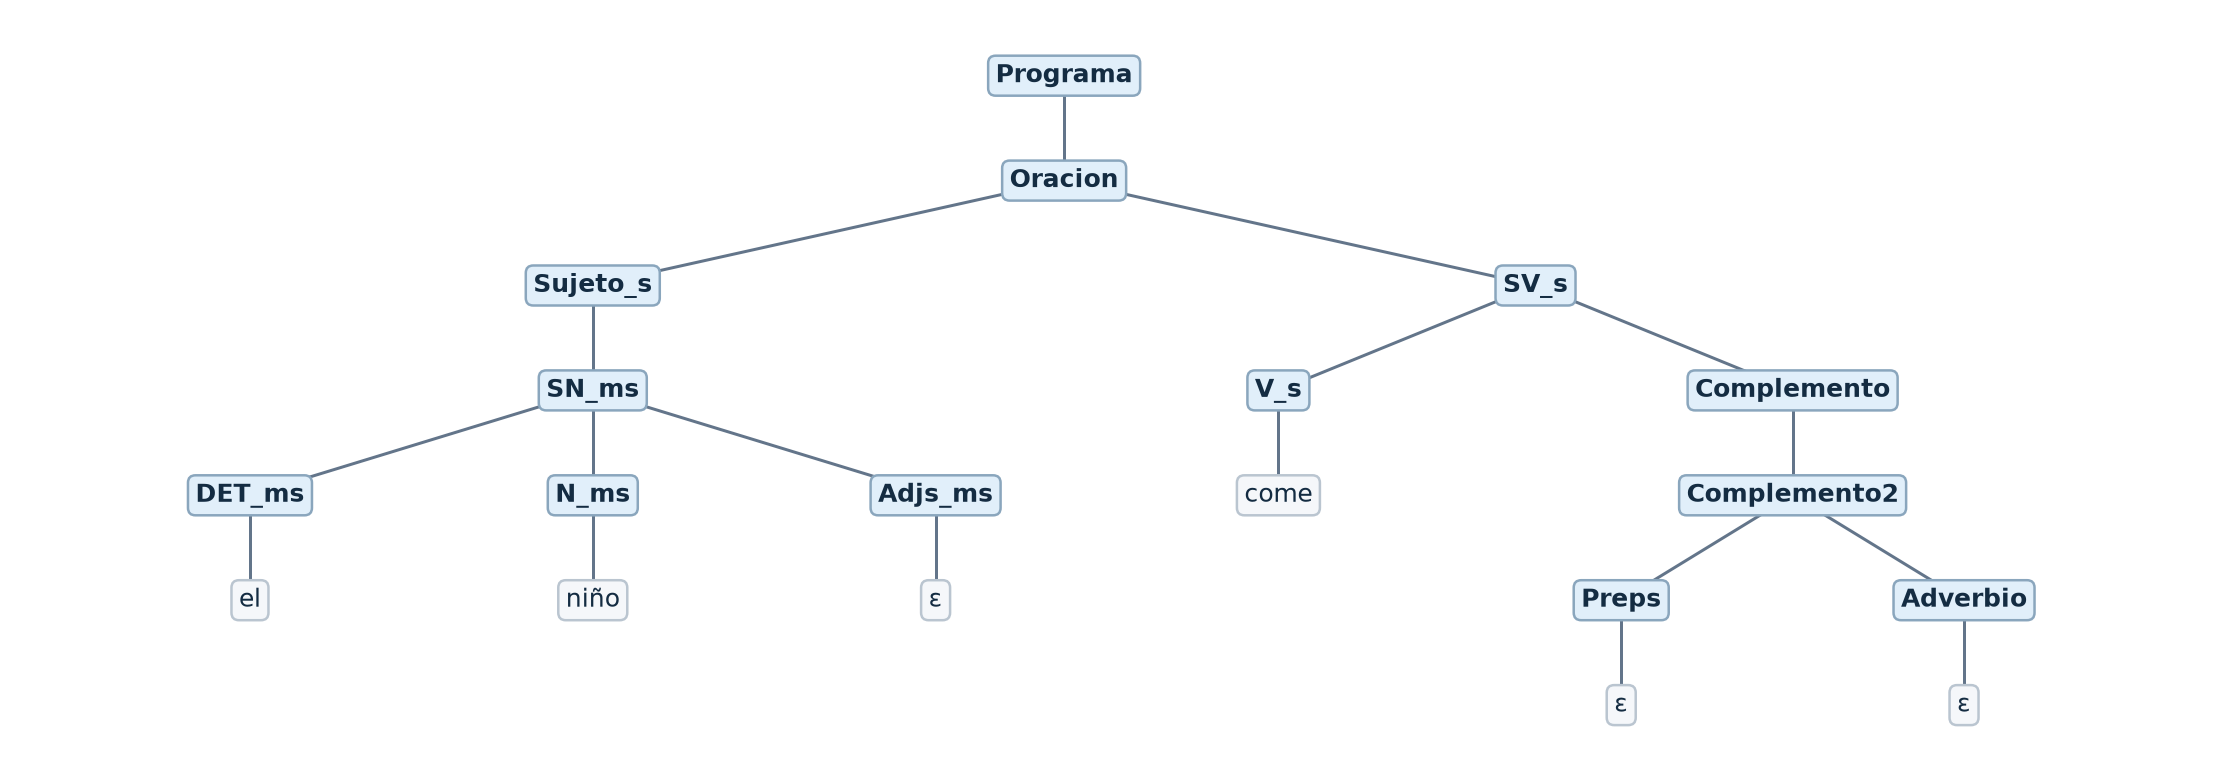 Programa
Oracion
Sujeto_s SV_s
SN_ms V_s Complemento
DET_ms N_ms Adjs_ms come Complemento2
el niño ε Preps Adverbio
ε ε